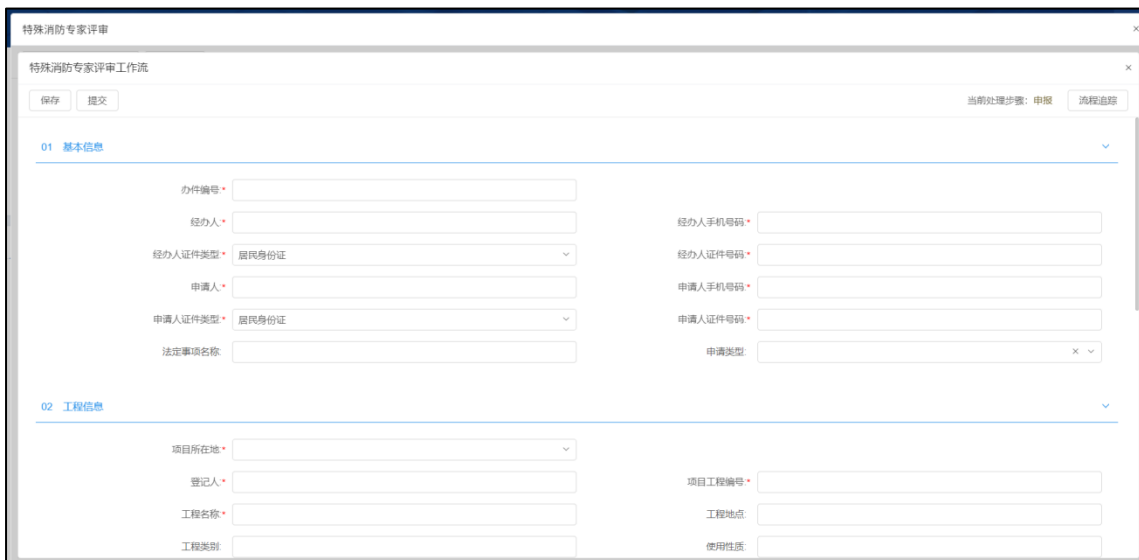 特殊消防专家评审
特殊消防专家评审工作流
保存 提交 当前处理步骤: 申报 流程追踪
01 基本信息
办件编号:*
经办人:* 经办人手机号码:*
经办人证件类型:* 居民身份证 经办人证件号码:*
申请人:* 申请人手机号码:*
申请人证件类型:* 居民身份证 申请人证件号码:*
法定事项名称: 申请类型:
02 工程信息
项目所在地:*
登记人:* 项目工程编号:*
工程名称:* 工程地点:
工程类别: 使用性质: